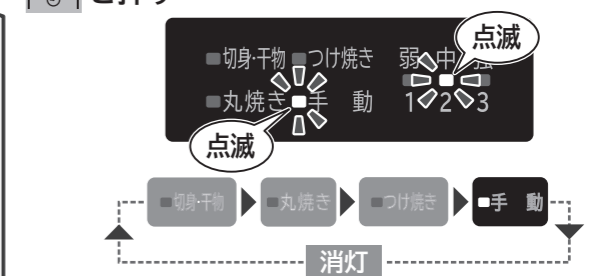 を押す
点滅
切身・干物 つけ焼き 弱 中 強
丸焼き 手動 1 2 3
点滅
切身・干物 丸焼き つけ焼き 手動
消灯